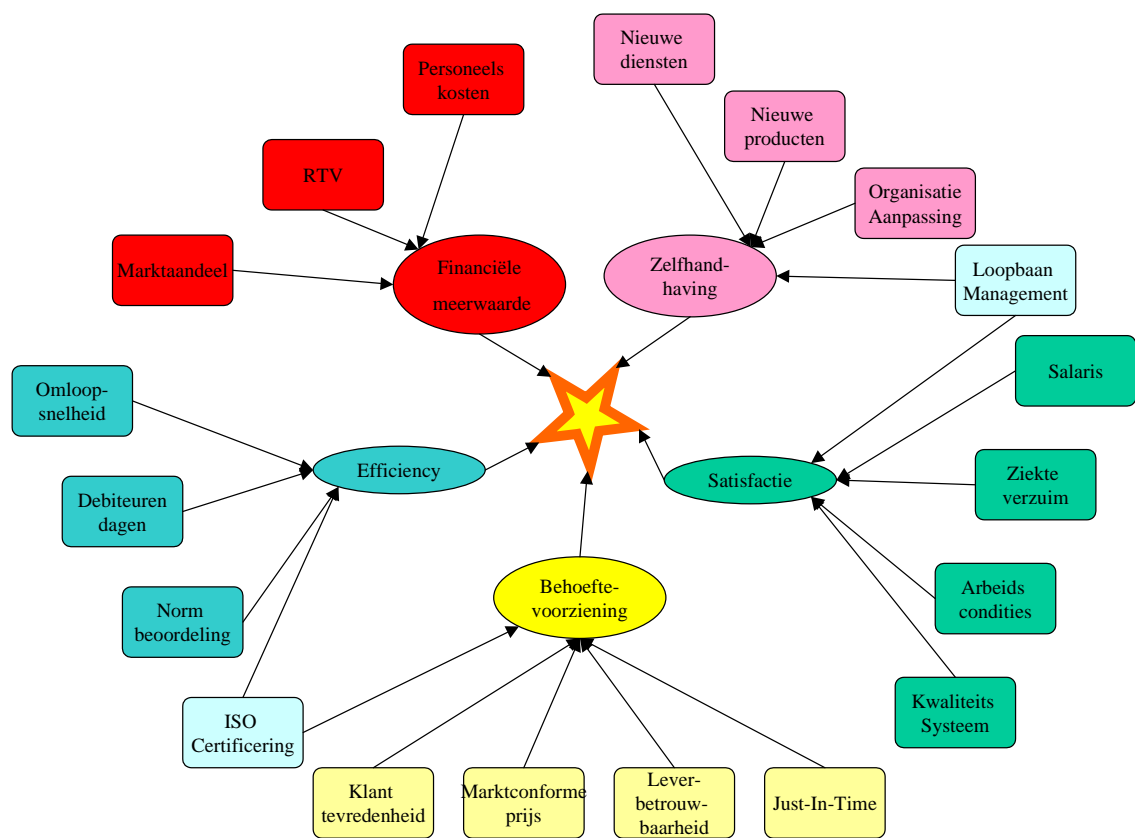 Nieuwe
diensten
Personeels
kosten
Nieuwe
producten
RTV
Organisatie
Aanpassing
Marktaandeel
Financiële
meerwaarde
Zelfhand-
having
Loopbaan
Management
Omloop-
snelheid
Salaris
Efficiency
Satisfactie
Ziekte
verzuim
Debiteuren
dagen
Behoefte-
voorziening
Arbeids
condities
Norm
beoordeling
Kwaliteits
Systeem
ISO
Certificering
Klant
tevredenheid
Marktconforme
prijs
Lever-
betrouw-
baarheid
Just-In-Time